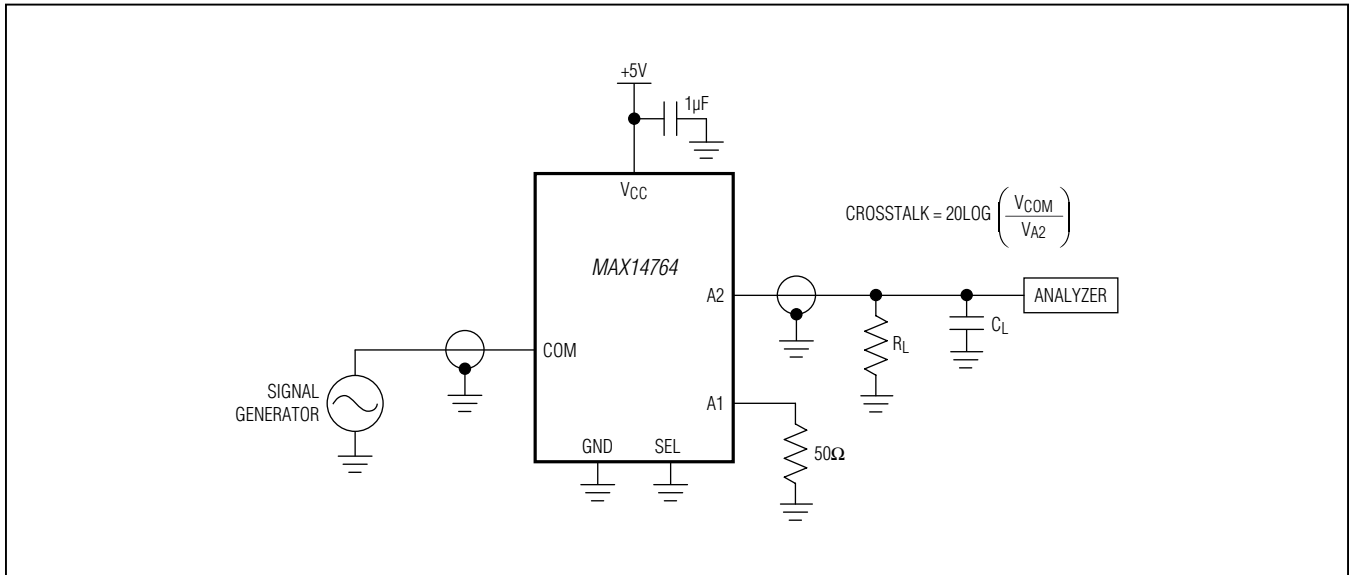 +5V
1µF
VCC
CROSSTALK = 20LOG (VCOM / VA2)
MAX14764
A2
ANALYZER
RL
CL
COM
SIGNAL
GENERATOR
A1
GND
SEL
50Ω